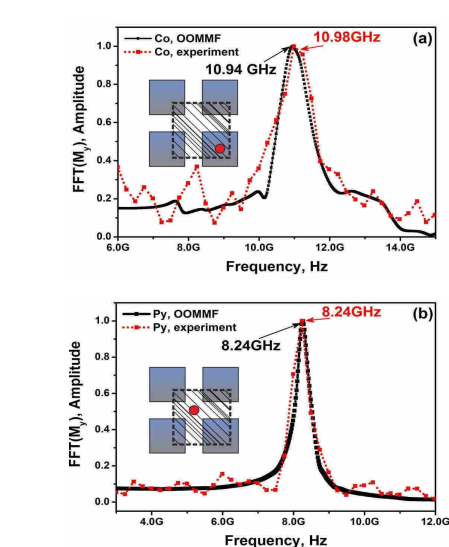 Co, OOMMF
Co, experiment
(a)
10.98GHz
10.94 GHz
FFT(My), Amplitude
1.0
0.8
0.6
0.4
0.2
0.0
6.0G 8.0G 10.0G 12.0G 14.0G
Frequency, Hz
Py, OOMMF
Py, experiment
(b)
8.24GHz
8.24GHz
FFT(My), Amplitude
1.0
0.8
0.6
0.4
0.2
0.0
4.0G 6.0G 8.0G 10.0G 12.0G
Frequency, Hz